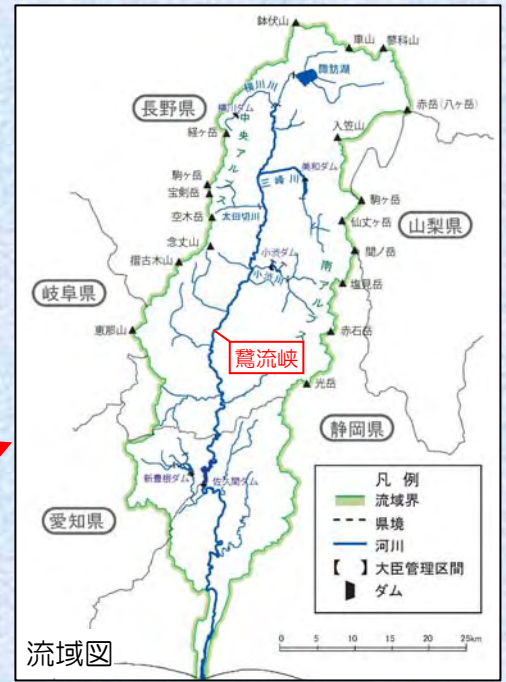 鉢伏山
車山
蓼科山
諏訪湖
横川川
長野県
横川ダム
赤岳(八ヶ岳)
中央アルプス
経ヶ岳
入笠山
美和ダム
三峰川
駒ヶ岳
宝剣岳
駒ヶ岳
空木岳
太田切川
仙丈ヶ岳
山梨県
念丈山
小渋ダム
間ノ岳
摺古木山
小渋川
南アルプス
塩見岳
岐阜県
恵那山
赤石岳
鵞流峡
光岳
静岡県
新豊根ダム
佐久間ダム
愛知県
凡 例
流域界
県境
河川
【 】大臣管理区間
ダム
0 5 10 15 20 25km
流域図